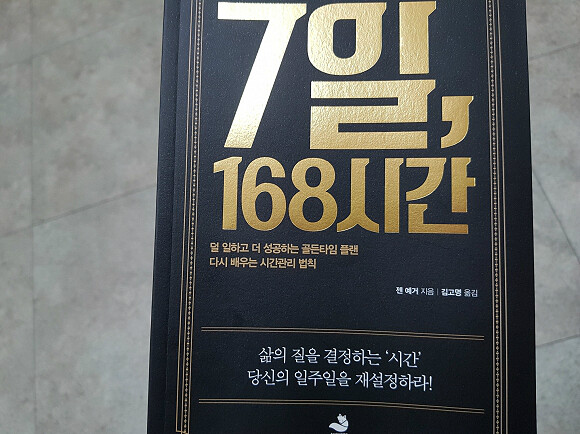 7일,
168시간
덜 일하고 더 성공하는 골든타임 플랜
다시 배우는 시간관리 법칙
젠 예거 지음 | 김고명 옮김
삶의 질을 결정하는 ‘시간’
당신의 일주일을 재설정하라!